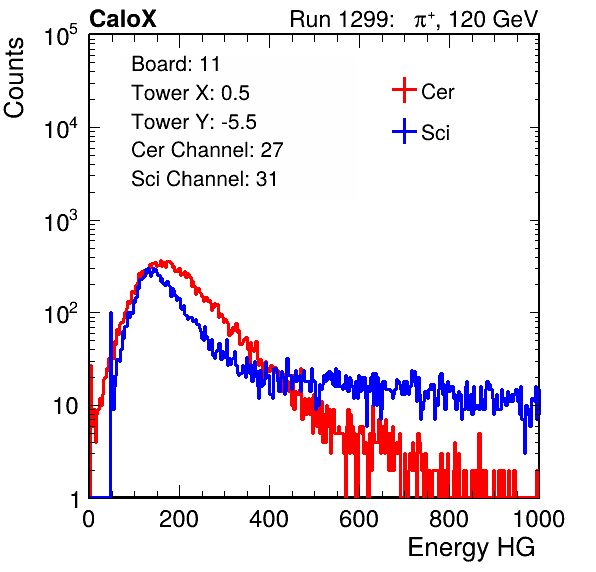 CaloX Run 1299: π⁺, 120 GeV
Counts
10⁵
10⁴
10³
10²
10
1
Board: 11
Tower X: 0.5
Tower Y: -5.5
Cer Channel: 27
Sci Channel: 31
Cer
Sci
0 200 400 600 800 1000
Energy HG